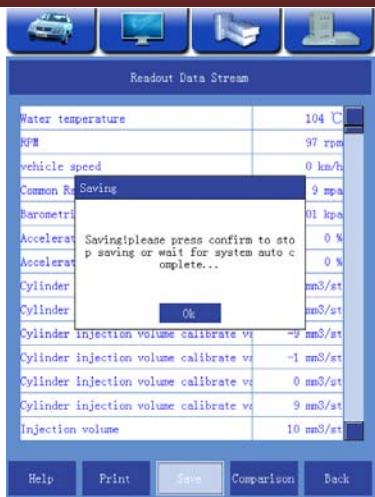 Readout Data Stream
Water temperature 104 ℃
RPM 97 rpm
vehicle speed 0 km/h
Common Ra 9 mpa
Saving
Barometri 01 kpa
Accelerat 0 %
Accelerat 0 %
Saving!please press confirm to sto
p saving or wait for system auto c
omplete...
Ok
Cylinder mm3/st
Cylinder mm3/st
Cylinder injection volume calibrate va -9 mm3/st
Cylinder injection volume calibrate va -1 mm3/st
Cylinder injection volume calibrate va 0 mm3/st
Cylinder injection volume calibrate va 9 mm3/st
Injection volume 10 mm3/st
Help Print Save Comparison Back